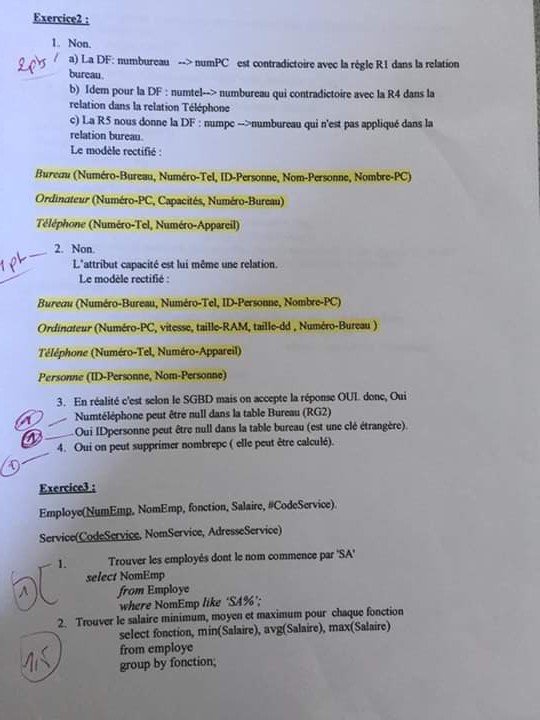 Exercice2 :
1. Non.
2pts a) La DF: numbureau --> numPC est contradictoire avec la règle R1 dans la relation
bureau.
b) Idem pour la DF : numtel--> numbureau qui contradictoire avec la R4 dans la
relation dans la relation Téléphone
c) La R5 nous donne la DF : numpc -->numbureau qui n'est pas appliqué dans la
relation bureau.
Le modèle rectifié :
Bureau (Numéro-Bureau, Numéro-Tel, ID-Personne, Nom-Personne, Nombre-PC)
Ordinateur (Numéro-PC, Capacités, Numéro-Bureau)
Téléphone (Numéro-Tel, Numéro-Appareil)
1pt 2. Non.
L'attribut capacité est lui même une relation.
Le modèle rectifié :
Bureau (Numéro-Bureau, Numéro-Tel, ID-Personne, Nombre-PC)
Ordinateur (Numéro-PC, vitesse, taille-RAM, taille-dd , Numéro-Bureau )
Téléphone (Numéro-Tel, Numéro-Appareil)
Personne (ID-Personne, Nom-Personne)
3. En réalité c'est selon le SGBD mais on accepte la réponse OUI. donc, Oui
Numtéléphone peut être null dans la table Bureau (RG2)
Oui IDpersonne peut être null dans la table bureau (est une clé étrangère).
4. Oui on peut supprimer nombrepc ( elle peut être calculé).
Exercice3 :
Employe(NumEmp, NomEmp, fonction, Salaire, #CodeService).
Service(CodeService, NomService, AdresseService)
1. Trouver les employés dont le nom commence par 'SA'
select NomEmp
from Employe
1 where NomEmp like 'SA%';
2. Trouver le salaire minimum, moyen et maximum pour chaque fonction
select fonction, min(Salaire), avg(Salaire), max(Salaire)
1,5 from employe
group by fonction;